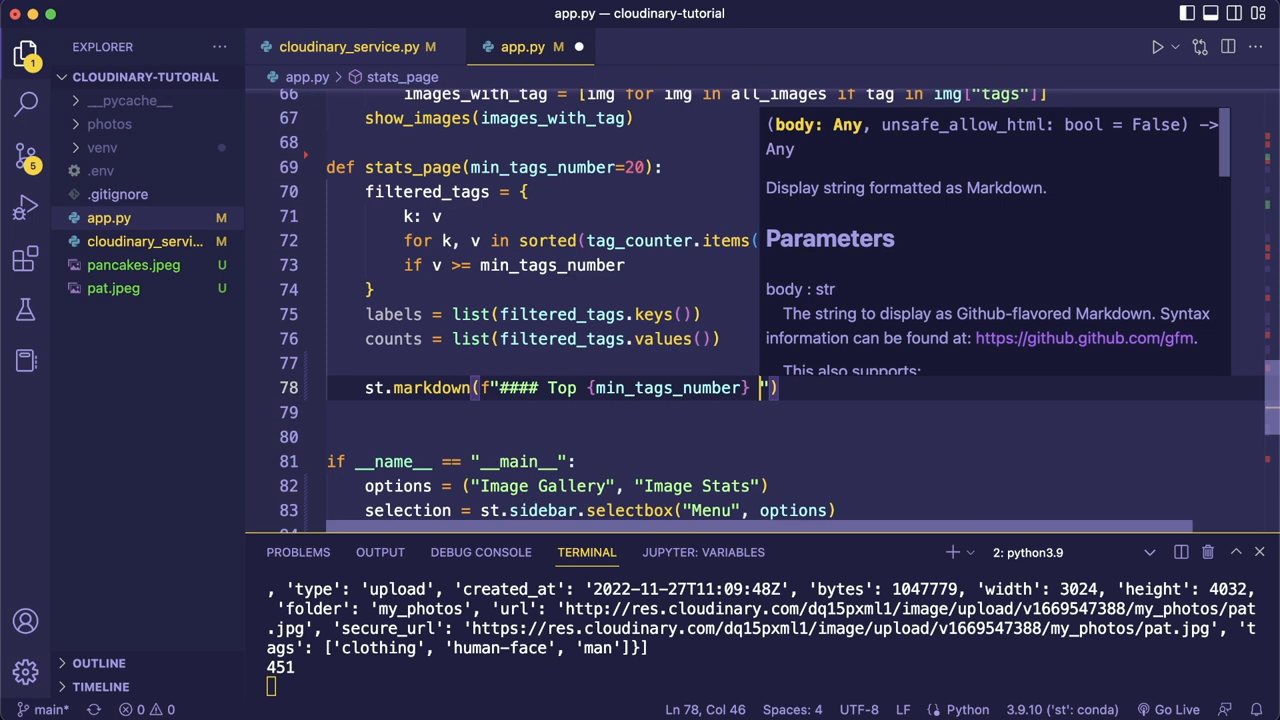 app.py — cloudinary-tutorial
EXPLORER
cloudinary_service.py M
app.py M
CLOUDINARY-TUTORIAL
app.py > stats_page
__pycache__
photos
venv
.env
.gitignore
app.py M
cloudinary_servi... M
pancakes.jpeg U
pat.jpeg U
1
5
66 images_with_tag = [img for img in all_images if tag in img["tags"]]
67 show_images(images_with_tag)
68
69 def stats_page(min_tags_number=20):
70 filtered_tags = {
71 k: v
72 for k, v in sorted(tag_counter.items(
73 if v >= min_tags_number
74 }
75 labels = list(filtered_tags.keys())
76 counts = list(filtered_tags.values())
77
78 st.markdown(f"#### Top {min_tags_number} ")
79
80
81 if __name__ == "__main__":
82 options = ("Image Gallery", "Image Stats")
83 selection = st.sidebar.selectbox("Menu", options)
(body: Any, unsafe_allow_html: bool = False) ->
Any
Display string formatted as Markdown.
Parameters
body : str
The string to display as Github-flavored Markdown. Syntax
information can be found at: https://github.github.com/gfm.
This also supports:
PROBLEMS OUTPUT DEBUG CONSOLE TERMINAL JUPYTER: VARIABLES 2: python3.9
, 'type': 'upload', 'created_at': '2022-11-27T11:09:48Z', 'bytes': 1047779, 'width': 3024, 'height': 4032,
'folder': 'my_photos', 'url': 'http://res.cloudinary.com/dq15pxml1/image/upload/v1669547388/my_photos/pat
.jpg', 'secure_url': 'https://res.cloudinary.com/dq15pxml1/image/upload/v1669547388/my_photos/pat.jpg', 't
ags': ['clothing', 'human-face', 'man']}]
451
OUTLINE
TIMELINE
main* 0 0 Ln 78, Col 46 Spaces: 4 UTF-8 LF Python 3.9.10 ('st': conda) Go Live